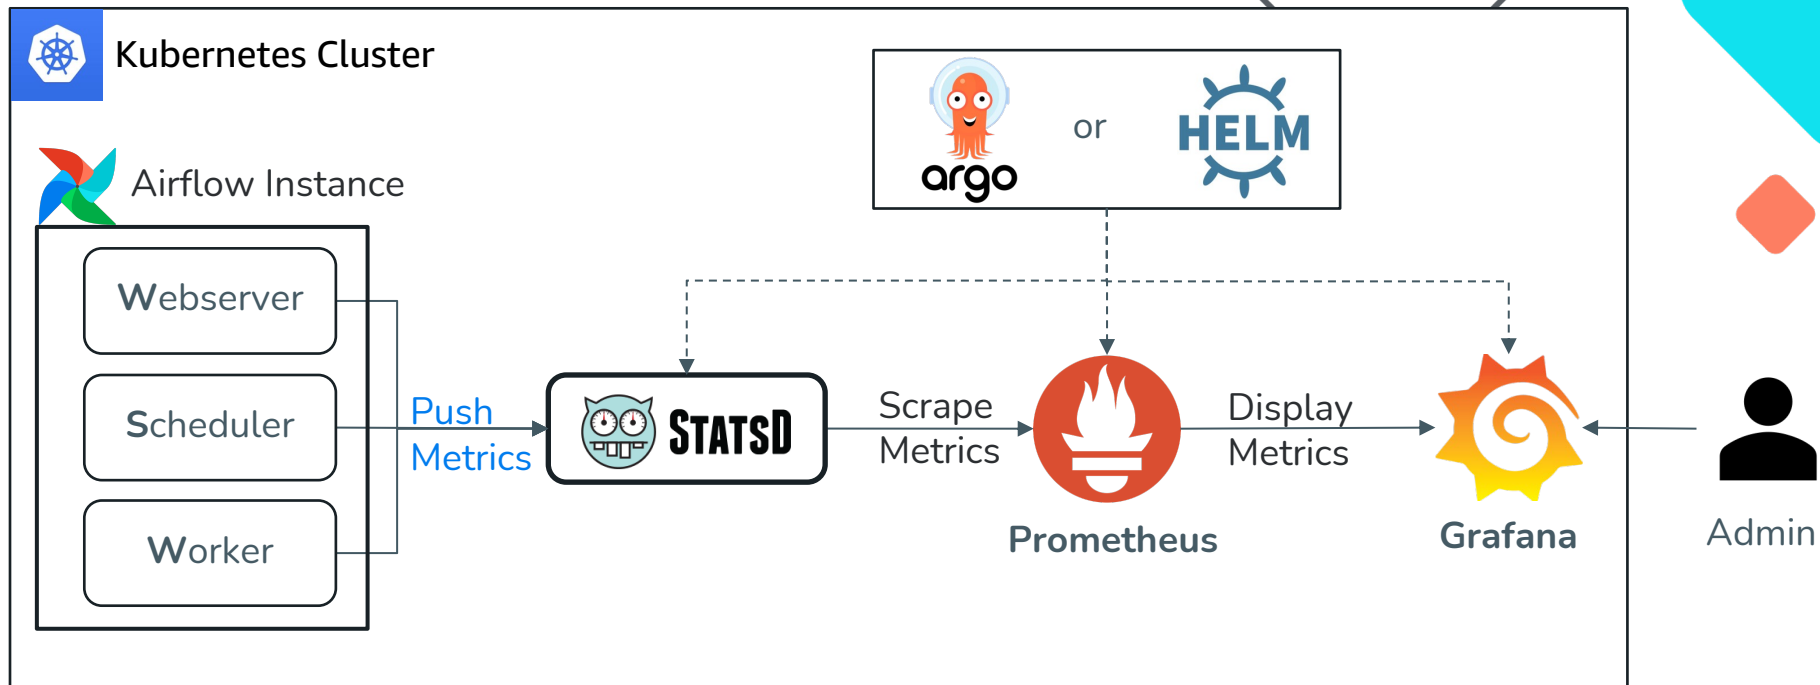 Kubernetes Cluster
argo
or
HELM
Airflow Instance
Webserver
Scheduler
Worker
Push
Metrics
STATSD
Scrape
Metrics
Display
Metrics
Prometheus
Grafana
Admin